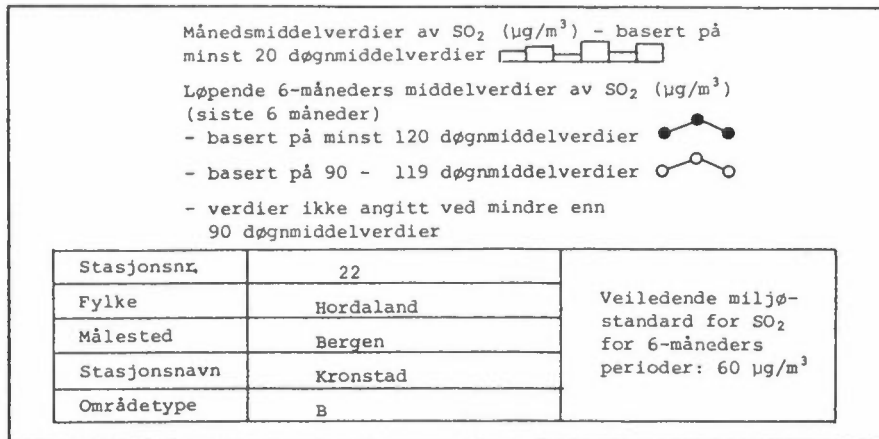 Månedsmiddelverdier av SO₂ (µg/m³) - basert på
minst 20 døgnmiddelverdier
Løpende 6-måneders middelverdier av SO₂ (µg/m³)
(siste 6 måneder)
- basert på minst 120 døgnmiddelverdier
- basert på 90 - 119 døgnmiddelverdier
- verdier ikke angitt ved mindre enn
90 døgnmiddelverdier
Stasjonsnr. 22
Fylke Hordaland
Målested Bergen
Stasjonsnavn Kronstad
Områdetype B
Veiledende miljø-
standard for SO₂
for 6-måneders
perioder: 60 µg/m³